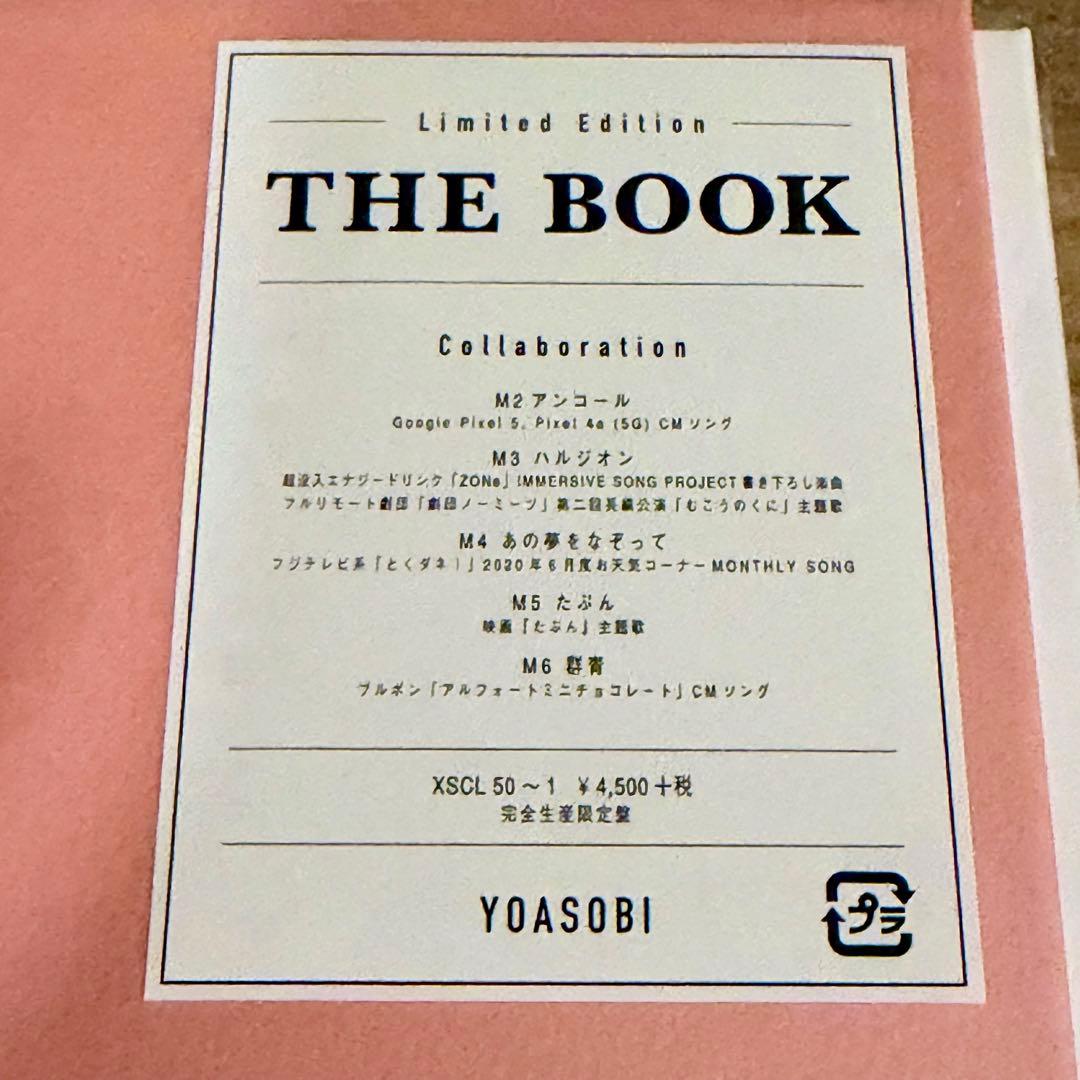 Limited Edition
THE BOOK
Collaboration
M2 アンコール
Google Pixel 5, Pixel 4a (5G) CMソング
M3 ハルジオン
超没入エナジードリンク「ZONe」IMMERSIVE SONG PROJECT 書き下ろし楽曲
フルリモート劇団「劇団ノーミーツ」第二回長編公演「むこうのくに」主題歌
M4 あの夢をなぞって
フジテレビ系「とくダネ!」2020年6月度お天気コーナー MONTHLY SONG
M5 たぶん
映画『たぶん』主題歌
M6 群青
ブルボン「アルフォートミニチョコレート」CMソング
XSCL 50〜1 ¥4,500+税
完全生産限定盤
YOASOBI
プラ